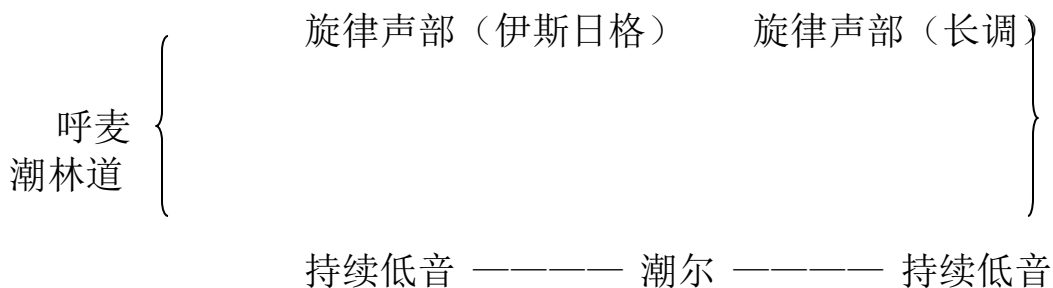 旋律声部（伊斯日格） 旋律声部（长调）
呼麦
潮林道
持续低音 ———— 潮尔 ———— 持续低音